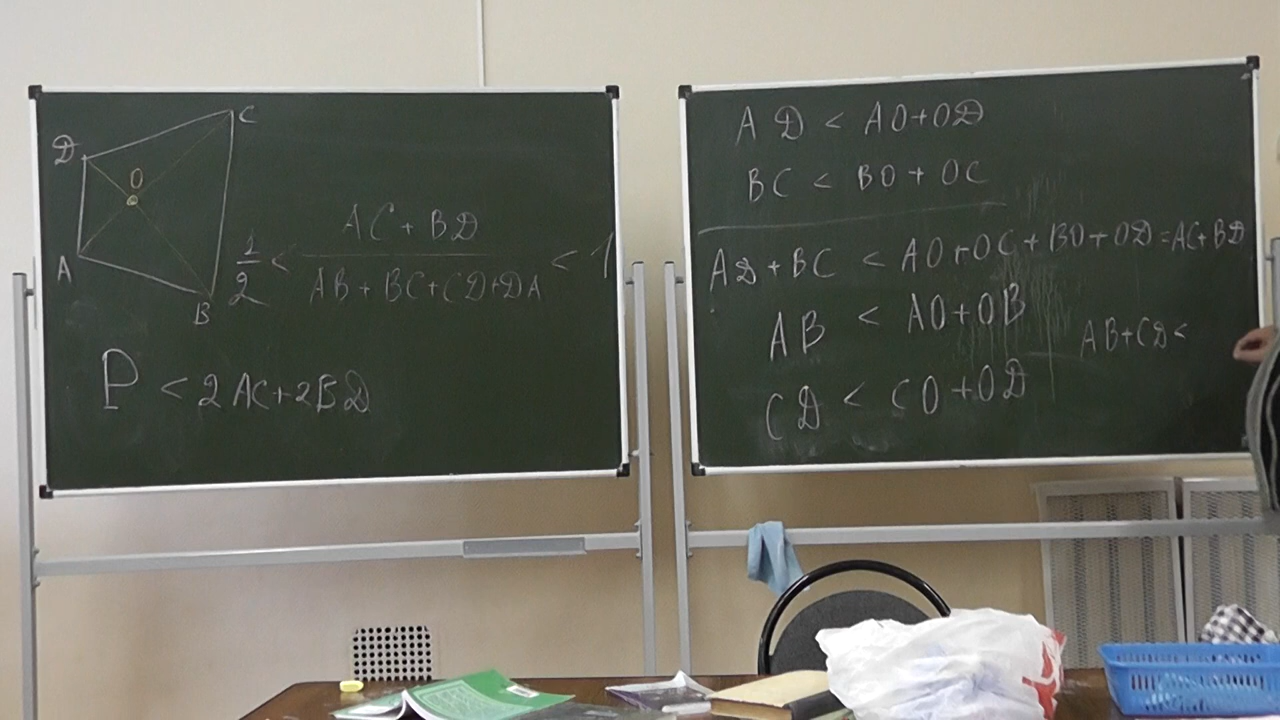 D C
O
A
B
1/2 < (AC + BD)/(AB + BC + CD + DA) < 1
P < 2AC + 2BD
AD < AO + OD
BC < BO + OC
AD + BC < AO + OC + BO + OD = AC + BD
AB < AO + OB
AB + CD <
CD < CO + OD